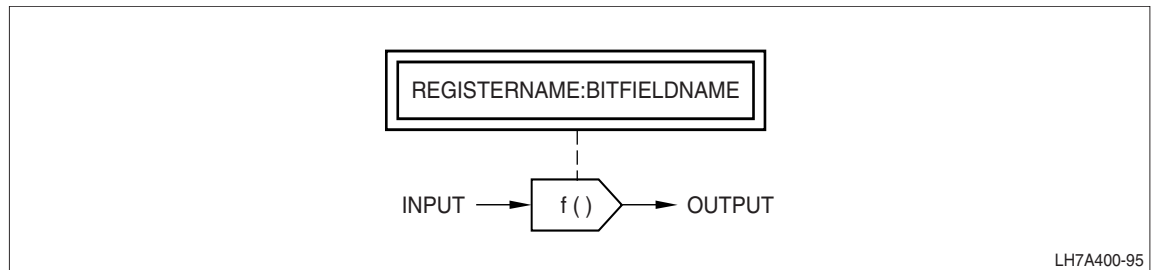 REGISTERNAME:BITFIELDNAME
INPUT f ( ) OUTPUT
LH7A400-95